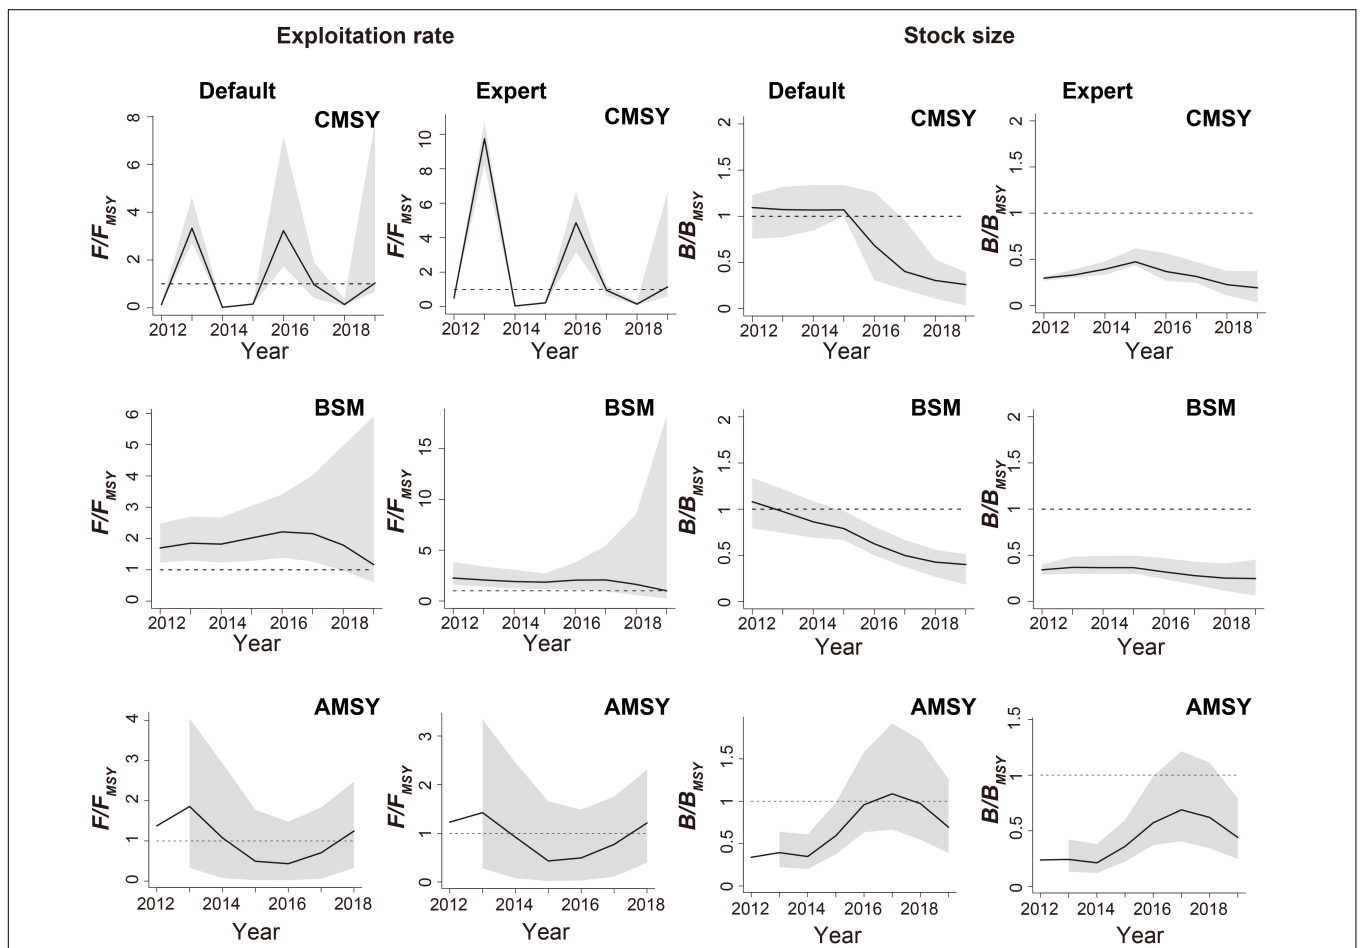 Exploitation rate Stock size
Default Expert Default Expert
CMSY CMSY CMSY CMSY
F/FMSY F/FMSY B/BMSY B/BMSY
0 2 4 6 8
0 2 4 6 8 10
0 0.5 1 1.5 2
0 0.5 1 1.5 2
2012 2014 2016 2018 2012 2014 2016 2018 2012 2014 2016 2018 2012 2014 2016 2018
Year Year Year Year
BSM BSM BSM BSM
F/FMSY F/FMSY B/BMSY B/BMSY
0 1 2 3 4 5 6
0 5 10 15
0 0.5 1 1.5 2
0 0.5 1 1.5 2
2012 2014 2016 2018 2012 2014 2016 2018 2012 2014 2016 2018 2012 2014 2016 2018
Year Year Year Year
AMSY AMSY AMSY AMSY
F/FMSY F/FMSY B/BMSY B/BMSY
0 1 2 3 4
0 1 2 3
0 0.5 1 1.5
0 0.5 1 1.5
2012 2014 2016 2018 2012 2014 2016 2018 2012 2014 2016 2018 2012 2014 2016 2018
Year Year Year Year